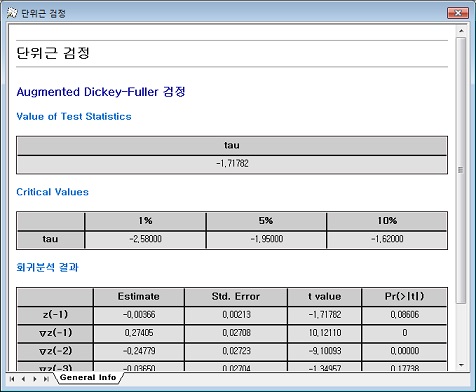 단위근 검정
단위근 검정
Augmented Dickey-Fuller 검정
Value of Test Statistics
tau
-1,71782
Critical Values
1% 5% 10%
tau -2,58000 -1,95000 -1,62000
회귀분석 결과
Estimate Std. Error t value Pr(>|t|)
z(-1) -0,00366 0,00213 -1,71782 0,08606
∇z(-1) 0,27405 0,02708 10,12110 0
∇z(-2) -0,24779 0,02723 -9,10093 0,00000
∇z(-3) -0,03650 0,02704 -1,34957 0,17738
General Info